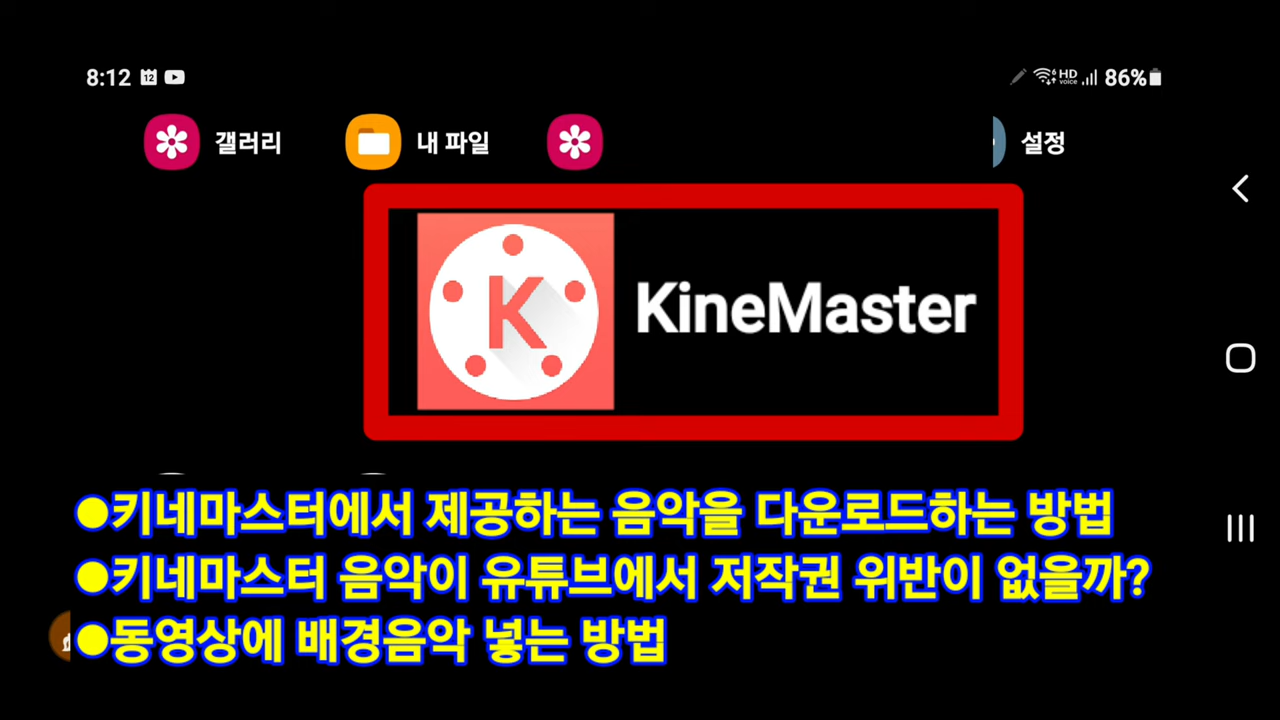 8:12 12 HD voice 86%
갤러리 내 파일 설정
K KineMaster
●키네마스터에서 제공하는 음악을 다운로드하는 방법
●키네마스터 음악이 유튜브에서 저작권 위반이 없을까?
●동영상에 배경음악 넣는 방법